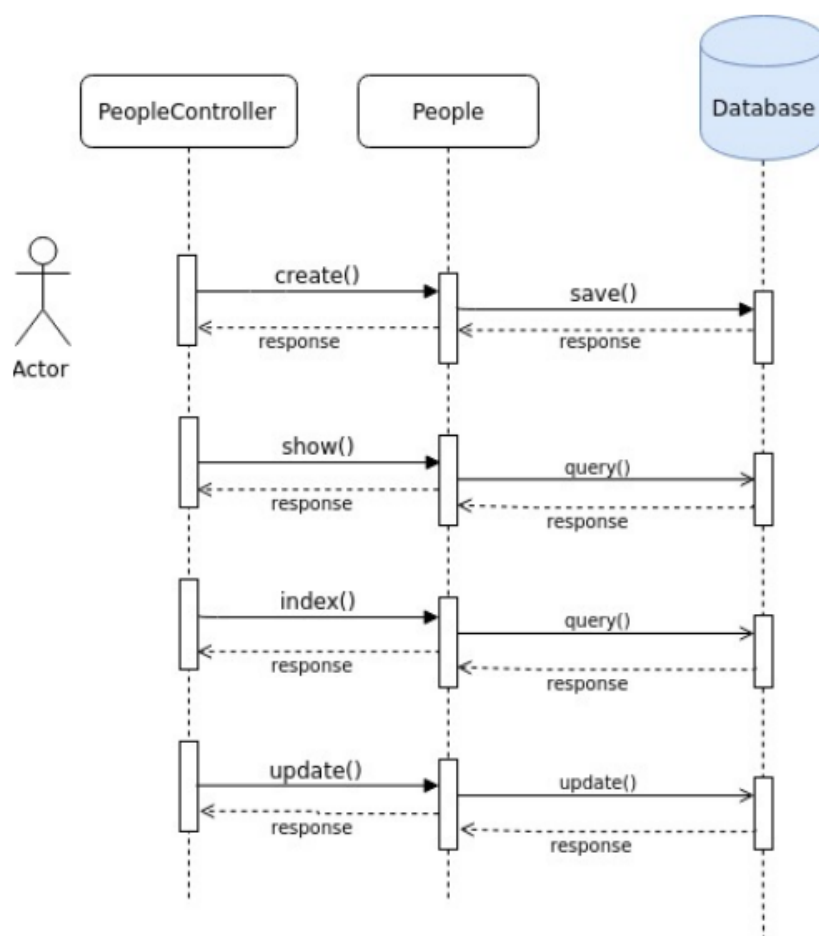 PeopleController
People
Database
create()
save()
response
response
Actor
show()
query()
response
response
index()
query()
response
response
update()
update()
response
response